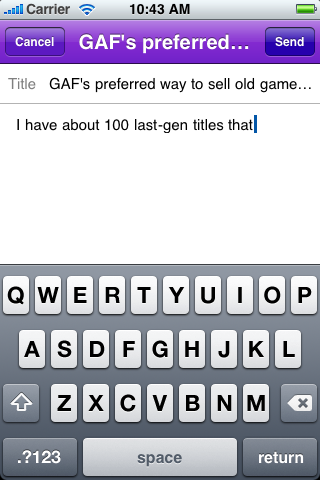 Carrier 10:43 AM
Cancel GAF's preferred... Send
Title GAF's preferred way to sell old game...
I have about 100 last-gen titles that
Q W E R T Y U I O P
A S D F G H J K L
Z X C V B N M
.?123 space return